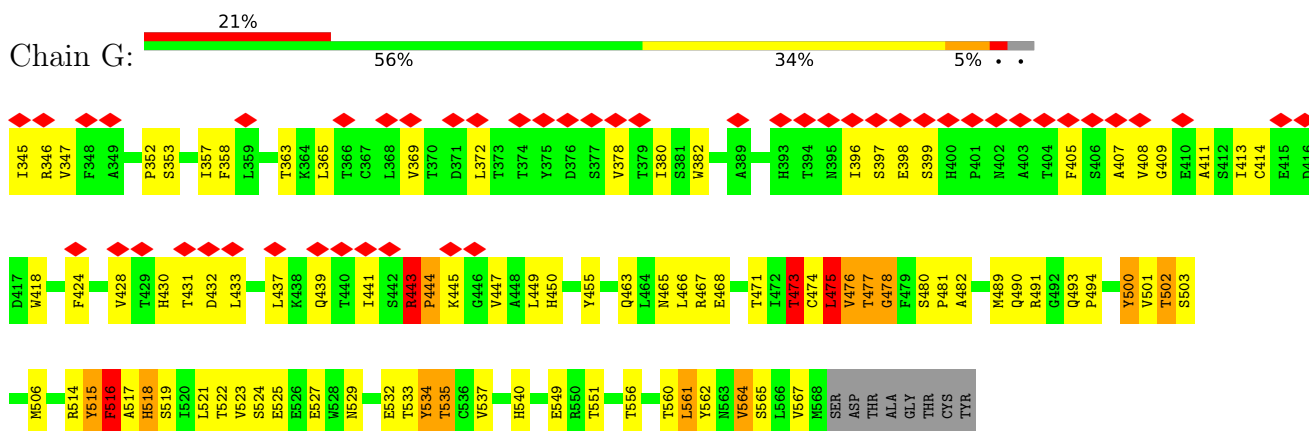 21%
Chain G:
56% 34% 5% • •
I345 R346 V347 F348 A349 P352 S353 I357 F358 L359 T363 K364 L365 T366 C367 L368 V369 T370 D371 L372 T373 T374 Y375 D376 S377 V378 T379 I380 S381 W382 A389 H393 T394 N395 I396 S397 E398 S399 H400 P401 N402 A403 T404 F405 S406 A407 V408 G409 E410 A411 S412 I413 C414 E415 D416
D417 W418 F424 V428 T429 H430 T431 D432 L433 L437 K438 Q439 T440 I441 S442 R443 P444 K445 G446 V447 A448 L449 H450 Y455 Q463 L464 N465 L466 R467 E468 T471 I472 T473 C474 L475 V476 T477 G478 F479 S480 P481 A482 M489 Q490 R491 G492 Q493 P494 Y500 V501 T502 S503
M506 R514 Y515 F516 A517 H518 S519 I520 L521 T522 V523 S524 E525 E526 E527 W528 N529 E532 T533 Y534 T535 C536 V537 H540 E549 R550 T551 T556 T560 L561 Y562 N563 V564 S565 L566 V567 M568 SER ASP THR ALA GLY THR CYS TYR